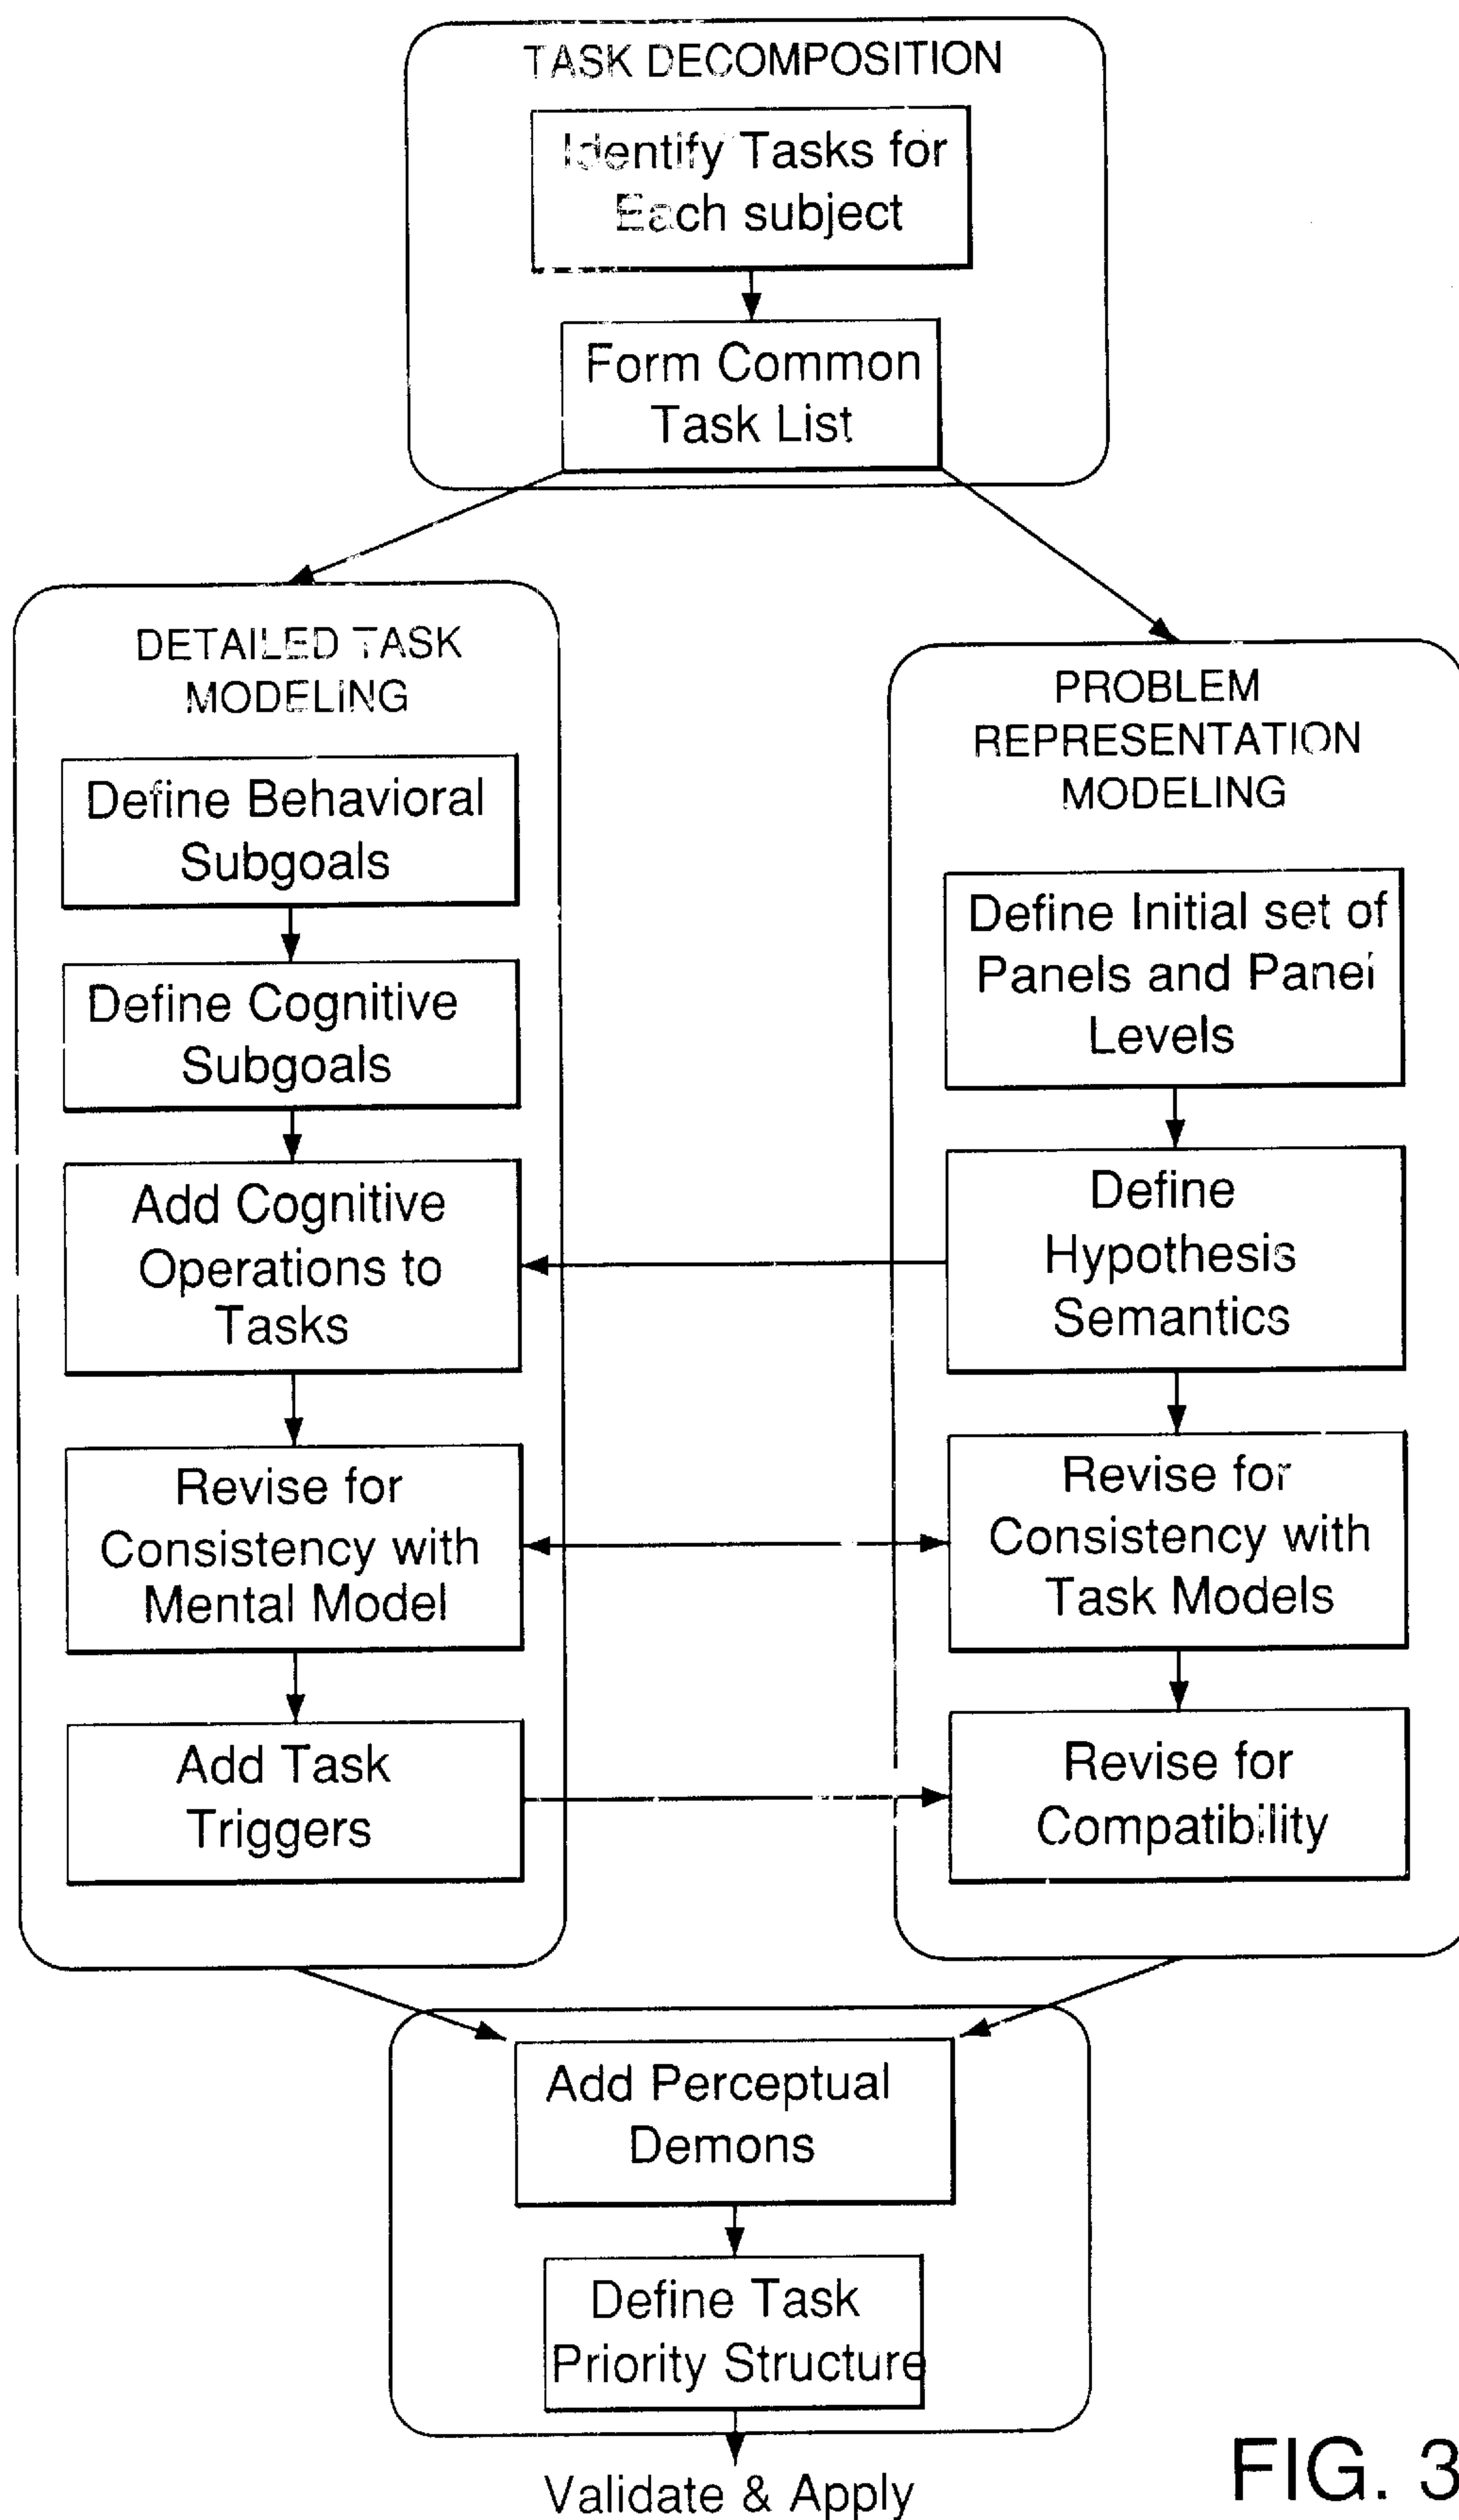 TASK DECOMPOSITION
Identify Tasks for
Each subject
Form Common
Task List
DETAILED TASK
MODELING
Define Behavioral
Subgoals
Define Cognitive
Subgoals
Add Cognitive
Operations to
Tasks
Revise for
Consistency with
Mental Model
Add Task
Triggers
PROBLEM
REPRESENTATION
MODELING
Define Initial set of
Panels and Panel
Levels
Define
Hypothesis
Semantics
Revise for
Consistency with
Task Models
Revise for
Compatibility
Add Perceptual
Demons
Define Task
Priority Structure
Validate & Apply
FIG. 3